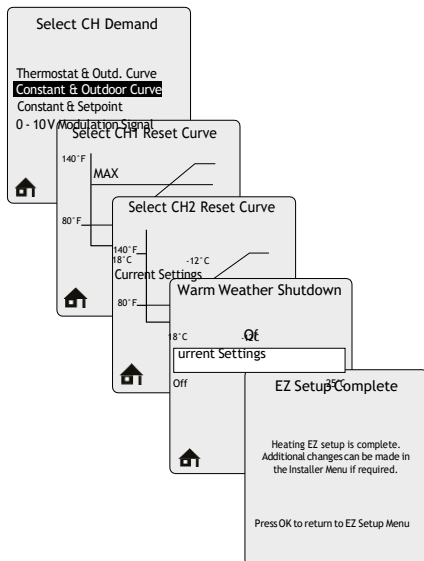 Select CH Demand
Thermostat & Outd. Curve
Constant & Outdoor Curve
Constant & Setpoint
0 - 10 V Modulation Signal
Select CH1 Reset Curve
140°F
MAX
80°F
18°C
-12°C
Current Settings
Select CH2 Reset Curve
140°F
80°F
18°C
urrent Settings
Warm Weather Shutdown
Of
Off
25°C
EZ Setup Complete
Heating EZ setup is complete.
Additional changes can be made in
the Installer Menu if required.
Press OK to return to EZ Setup Menu